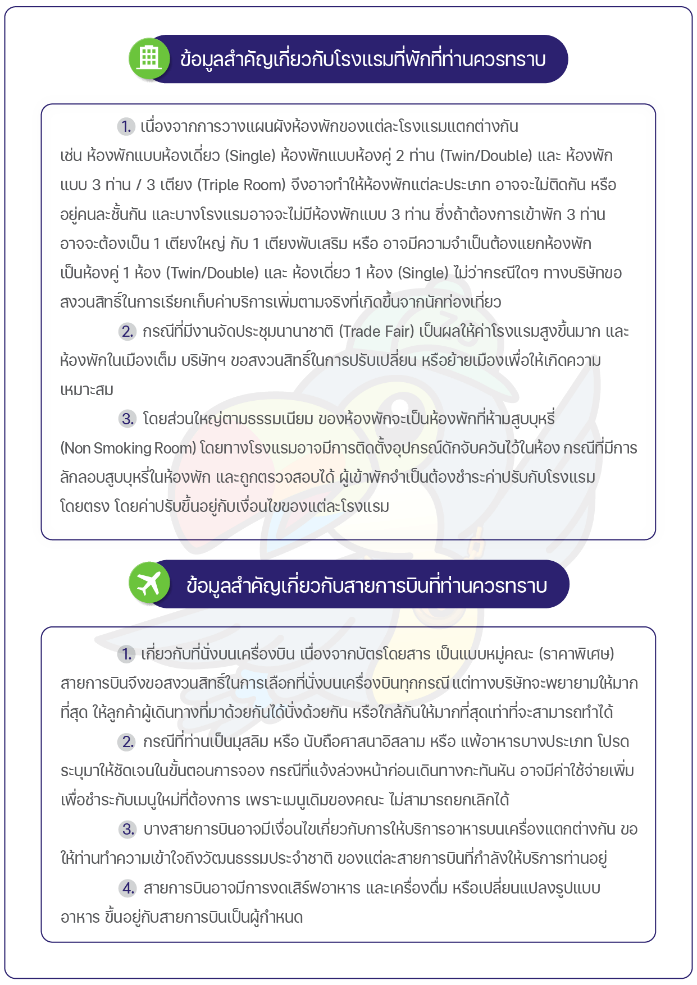 ข้อมูลสำคัญเกี่ยวกับโรงแรมที่พักที่ท่านควรทราบ
1. เนื่องจากการวางแผนผังห้องพักของแต่ละโรงแรมแตกต่างกัน
เช่น ห้องพักแบบห้องเดี่ยว (Single) ห้องพักแบบห้องคู่ 2 ท่าน (Twin/Double) และ ห้องพัก
แบบ 3 ท่าน / 3 เตียง (Triple Room) จึงอาจทำให้ห้องพักแต่ละประเภท อาจจะไม่ติดกัน หรือ
อยู่คนละชั้นกัน และบางโรงแรมอาจจะไม่มีห้องพักแบบ 3 ท่าน ซึ่งถ้าต้องการเข้าพัก 3 ท่าน
อาจจะต้องเป็น 1 เตียงใหญ่ กับ 1 เตียงพับเสริม หรือ อาจมีความจำเป็นต้องแยกห้องพัก
เป็นห้องคู่ 1 ห้อง (Twin/Double) และ ห้องเดี่ยว 1 ห้อง (Single) ไม่ว่ากรณีใดๆ ทางบริษัทขอ
สงวนสิทธิ์ในการเรียกเก็บค่าบริการเพิ่มตามจริงที่เกิดขึ้นจากนักท่องเที่ยว
2. กรณีที่มีงานจัดประชุมนานาชาติ (Trade Fair) เป็นผลให้ค่าโรงแรมสูงขึ้นมาก และ
ห้องพักในเมืองเต็ม บริษัทฯ ขอสงวนสิทธิ์ในการปรับเปลี่ยน หรือย้ายเมืองเพื่อให้เกิดความ
เหมาะสม
3. โดยส่วนใหญ่ตามธรรมเนียม ของห้องพักจะเป็นห้องพักที่ห้ามสูบบุหรี่
(Non Smoking Room) โดยทางโรงแรมอาจมีการติดตั้งอุปกรณ์ดักจับควันไว้ในห้อง กรณีที่มีการ
ลักลอบสูบบุหรี่ในห้องพัก และถูกตรวจสอบได้ ผู้เข้าพักจำเป็นต้องชำระค่าปรับกับโรงแรม
โดยตรง โดยค่าปรับขึ้นอยู่กับเงื่อนไขของแต่ละโรงแรม
ข้อมูลสำคัญเกี่ยวกับสายการบินที่ท่านควรทราบ
1. เกี่ยวกับที่นั่งบนเครื่องบิน เนื่องจากบัตรโดยสาร เป็นแบบหมู่คณะ (ราคาพิเศษ)
สายการบินจึงขอสงวนสิทธิ์ในการเลือกที่นั่งบนเครื่องบินทุกกรณี แต่ทางบริษัทจะพยายามให้มาก
ที่สุด ให้ลูกค้าผู้เดินทางที่มาด้วยกันได้นั่งด้วยกัน หรือใกล้กันให้มากที่สุดเท่าที่จะสามารถทำได้
2. กรณีที่ท่านเป็นมุสลิม หรือ นับถือศาสนาอิสลาม หรือ แพ้อาหารบางประเภท โปรด
ระบุมาให้ชัดเจนในขั้นตอนการจอง กรณีที่แจ้งล่วงหน้าก่อนเดินทางกะทันหัน อาจมีค่าใช้จ่ายเพิ่ม
เพื่อชำระกับเมนูใหม่ที่ต้องการ เพราะเมนูเดิมของคณะ ไม่สามารถยกเลิกได้
3. บางสายการบินอาจมีเงื่อนไขเกี่ยวกับการให้บริการอาหารบนเครื่องแตกต่างกัน ขอ
ให้ท่านทำความเข้าใจถึงวัฒนธรรมประจำชาติ ของแต่ละสายการบินที่กำลังให้บริการท่านอยู่
4. สายการบินอาจมีการงดเสิร์ฟอาหาร และเครื่องดื่ม หรือเปลี่ยนแปลงรูปแบบ
อาหาร ขึ้นอยู่กับสายการบินเป็นผู้กำหนด